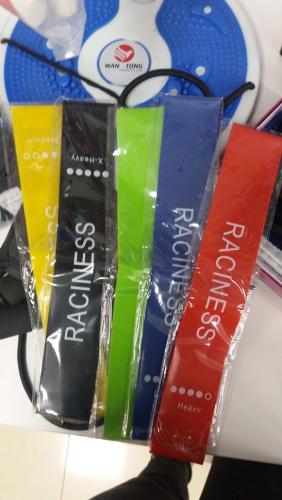 WAN TONG
Medium
X-Heavy
RACINESS
RACINESS
RACINESS
Heavy